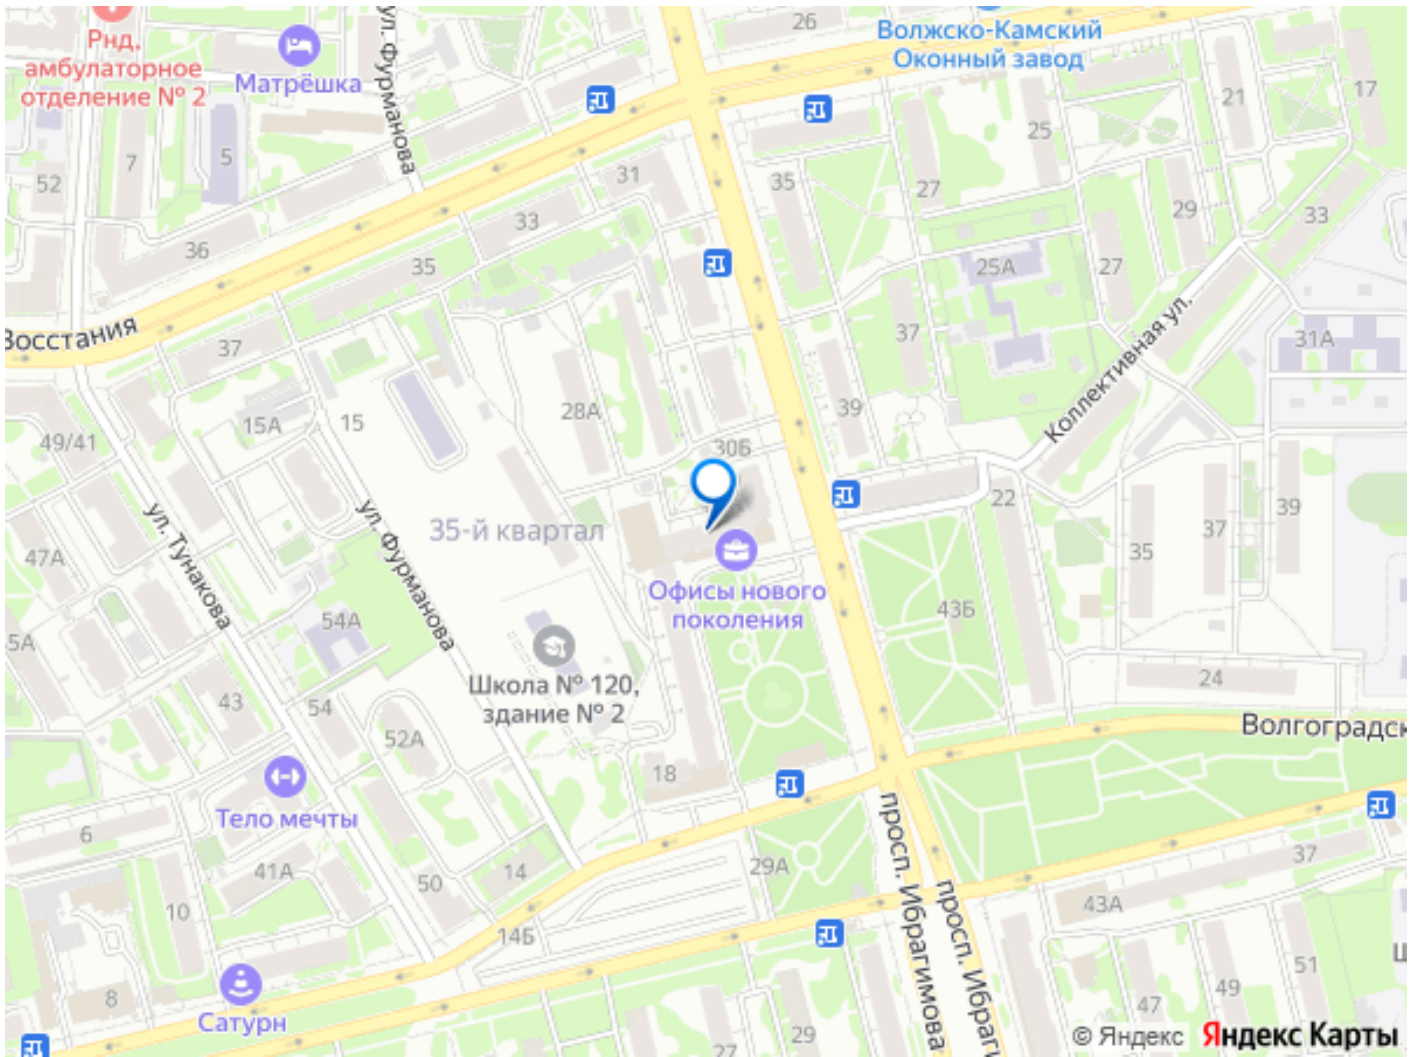 26
Волжско-Камский
Оконный завод
Рнд,
амбулаторное
отделение № 2
Матрёшка
ул. Фурманова
17
21
25
7
5
52
31
35
27
29
33
33
36
35
25А
27
37
Восстания
37
31А
Коллективная ул.
15А
15
28А
39
49/41
30Б
22
39
37
35
ул. Тунакова
ул. Фурманова
35-й квартал
47А
Офисы нового
поколения
43Б
54А
5А
Школа № 120,
здание № 2
24
43
54
52А
Волгоградск
18
Тело мечты
6
просп. Ибрагимова
просп. Ибраги
37
41А
50
14
29А
43А
10
14Б
51
8
Сатурн
49
47
29
27
Ш
© Яндекс Яндекс Карты